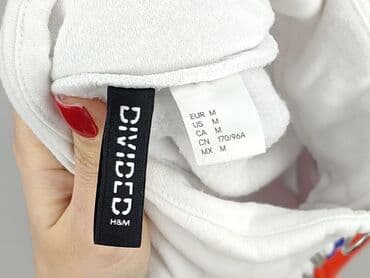 DIVIDED
H&M
EUR M
US M
CA M
CN 170/96A
MX M